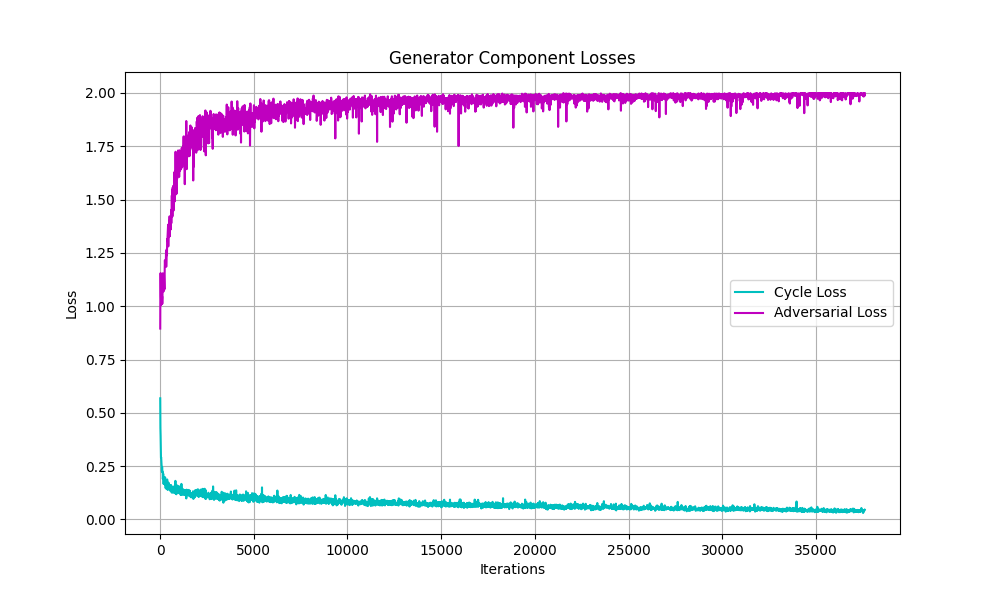 Generator Component Losses
2.00
1.75
1.50
1.25
1.00
0.75
0.50
0.25
0.00
Loss
Cycle Loss
Adversarial Loss
0 5000 10000 15000 20000 25000 30000 35000
Iterations